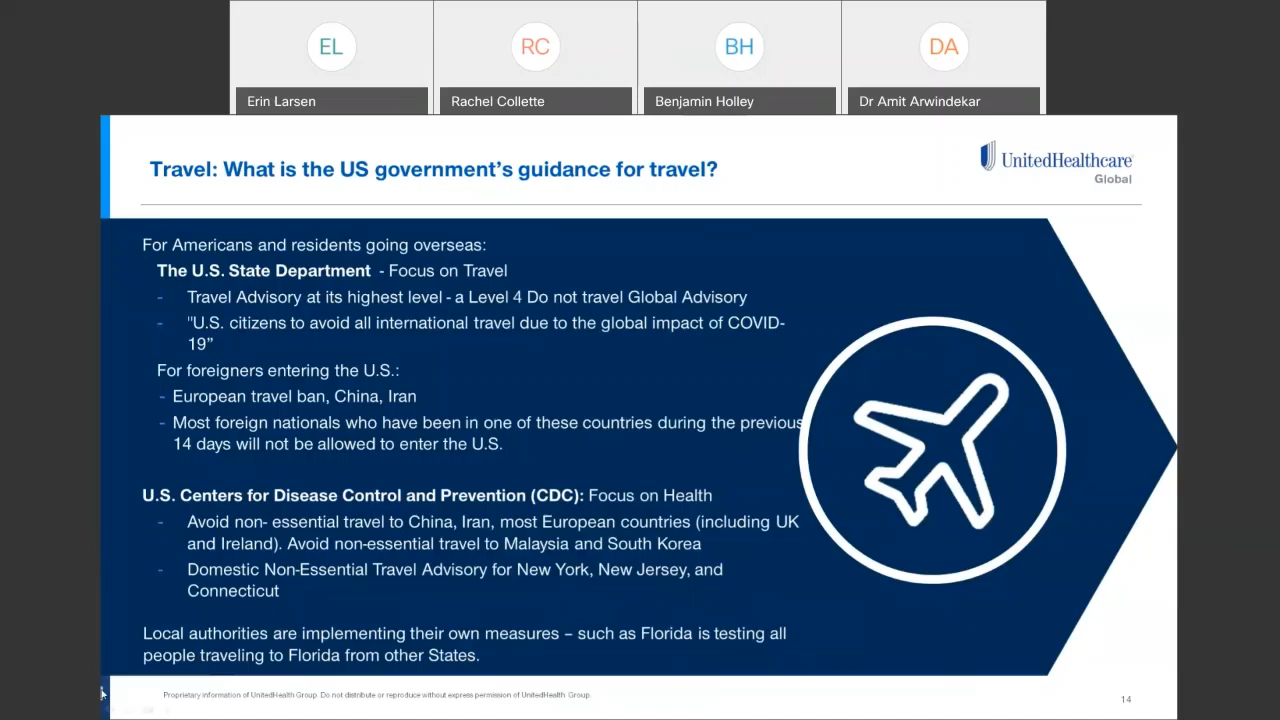 EL
RC
BH
DA
Erin Larsen
Rachel Collette
Benjamin Holley
Dr Amit Arwindekar
Travel: What is the US government's guidance for travel?
UnitedHealthcare
Global
For Americans and residents going overseas:
The U.S. State Department - Focus on Travel
- Travel Advisory at its highest level - a Level 4 Do not travel Global Advisory
- "U.S. citizens to avoid all international travel due to the global impact of COVID-
19”
For foreigners entering the U.S.:
- European travel ban, China, Iran
- Most foreign nationals who have been in one of these countries during the previous
14 days will not be allowed to enter the U.S.
U.S. Centers for Disease Control and Prevention (CDC): Focus on Health
- Avoid non- essential travel to China, Iran, most European countries (including UK
and Ireland). Avoid non-essential travel to Malaysia and South Korea
- Domestic Non-Essential Travel Advisory for New York, New Jersey, and
Connecticut
Local authorities are implementing their own measures – such as Florida is testing all
people traveling to Florida from other States.
Proprietary information of UnitedHealth Group. Do not distribute or reproduce without express permission of UnitedHealth Group.
14